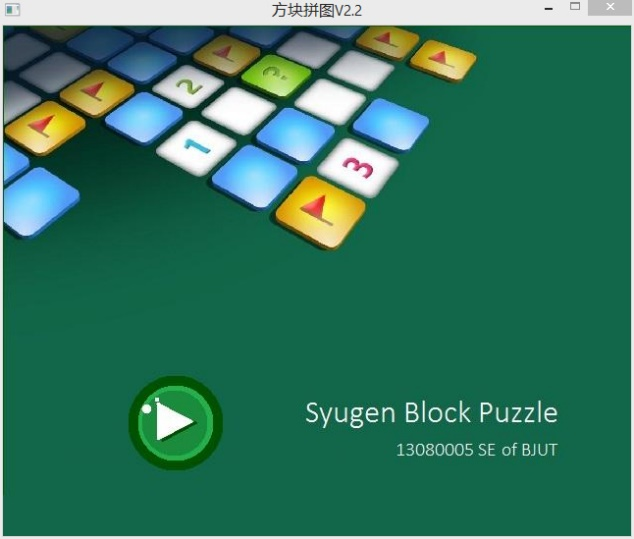 方块拼图V2.2
2
?
1
3
Syugen Block Puzzle
13080005 SE of BJUT